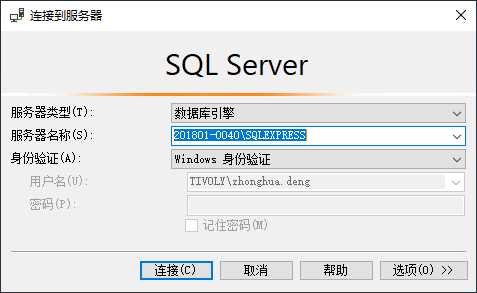 连接到服务器
SQL Server
服务器类型(T): 数据库引擎
服务器名称(S): 201801-0040\SQLEXPRESS
身份验证(A): Windows 身份验证
用户名(U): TIVOLY\zhonghua.deng
密码(P):
记住密码(M)
连接(C) 取消 帮助 选项(O) >>